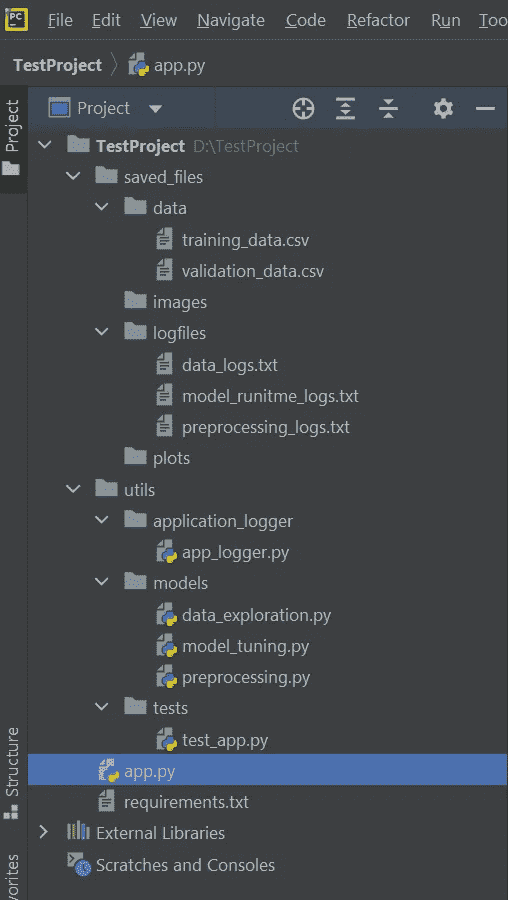 PC
File Edit View Navigate Code Refactor Run Too
TestProject app.py
Project
Project
TestProject D:\TestProject
saved_files
data
training_data.csv
validation_data.csv
images
logfiles
data_logs.txt
model_runitme_logs.txt
preprocessing_logs.txt
plots
utils
application_logger
app_logger.py
models
data_exploration.py
model_tuning.py
preprocessing.py
tests
test_app.py
app.py
requirements.txt
External Libraries
Scratches and Consoles
Structure
vorites